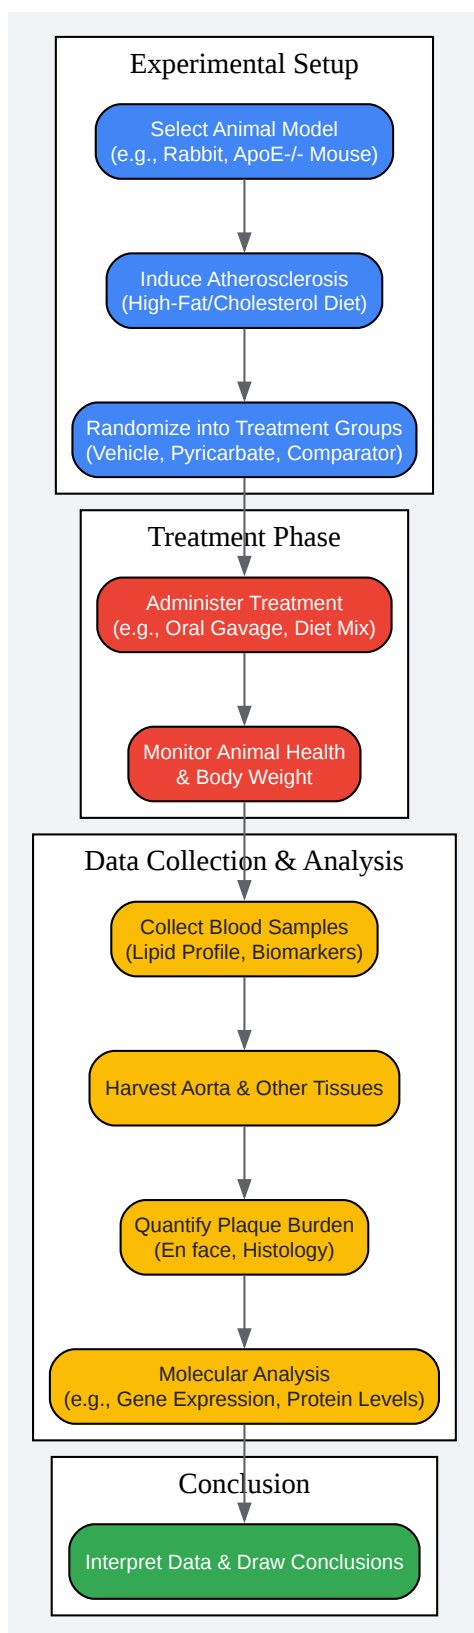 Experimental Setup
Select Animal Model
(e.g., Rabbit, ApoE-/- Mouse)
Induce Atherosclerosis
(High-Fat/Cholesterol Diet)
Randomize into Treatment Groups
(Vehicle, Pyricarbate, Comparator)
Treatment Phase
Administer Treatment
(e.g., Oral Gavage, Diet Mix)
Monitor Animal Health
& Body Weight
Data Collection & Analysis
Collect Blood Samples
(Lipid Profile, Biomarkers)
Harvest Aorta & Other Tissues
Quantify Plaque Burden
(En face, Histology)
Molecular Analysis
(e.g., Gene Expression, Protein Levels)
Conclusion
Interpret Data & Draw Conclusions